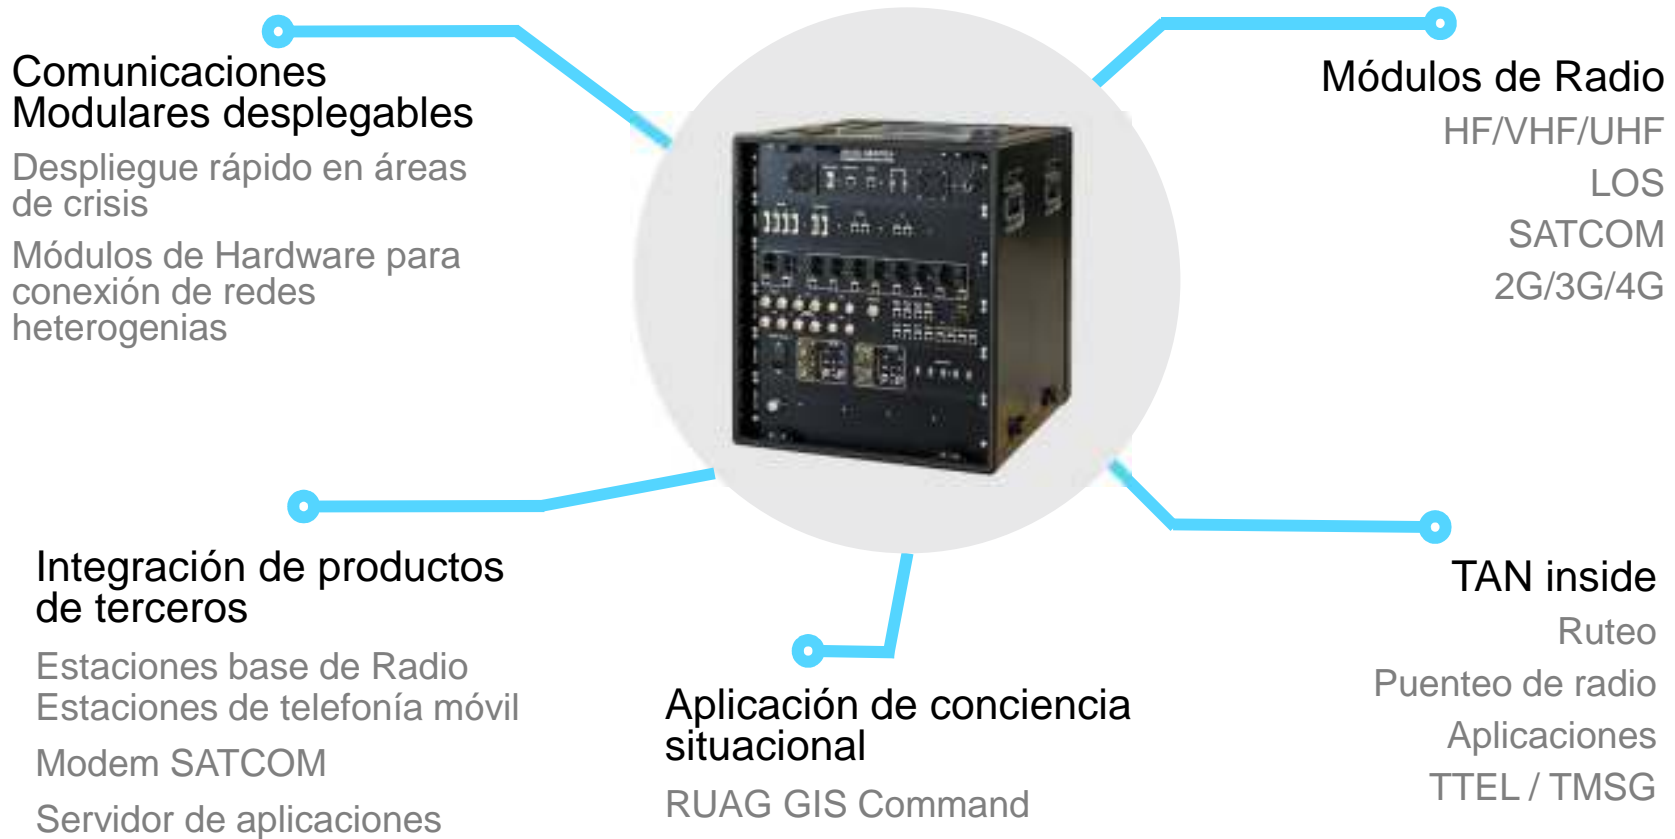 Comunicaciones
Modulares desplegables
Despliegue rápido en áreas
de crisis
Módulos de Hardware para
conexión de redes
heterogenias
Módulos de Radio
HF/VHF/UHF
LOS
SATCOM
2G/3G/4G
Integración de productos
de terceros
Estaciones base de Radio
Estaciones de telefonía móvil
Modem SATCOM
Servidor de aplicaciones
Aplicación de conciencia
situacional
RUAG GIS Command
TAN inside
Ruteo
Puenteo de radio
Aplicaciones
TTEL / TMSG